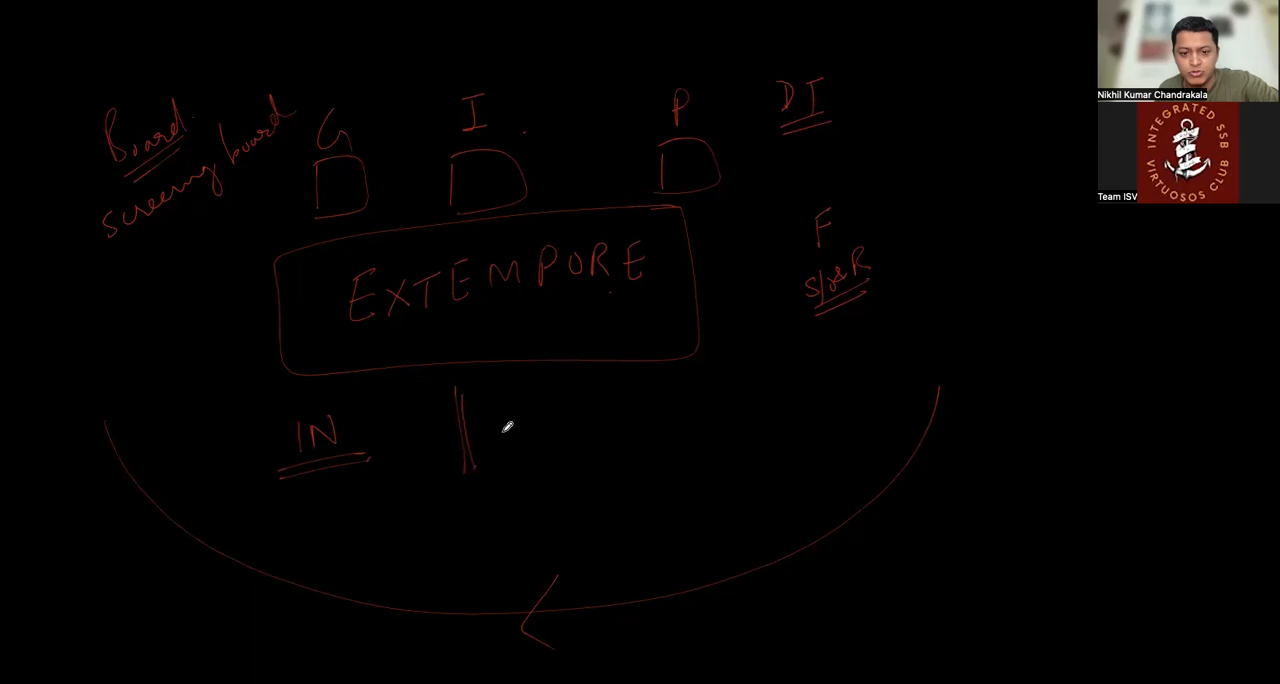 Board
screening board
G
I
P
DI
EXTEMPORE
F
IN
Nikhil Kumar Chandrakala
INTEGRATED SSB
VIRTUOSOS CLUB
Team ISV